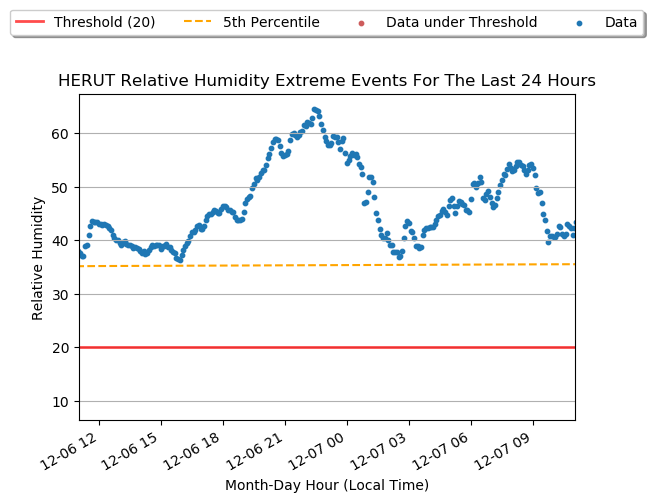 Threshold (20) 5th Percentile Data under Threshold Data
HERUT Relative Humidity Extreme Events For The Last 24 Hours
Relative Humidity
60
50
40
30
20
10
12-06 12 12-06 15 12-06 18 12-06 21 12-07 00 12-07 03 12-07 06 12-07 09
Month-Day Hour (Local Time)